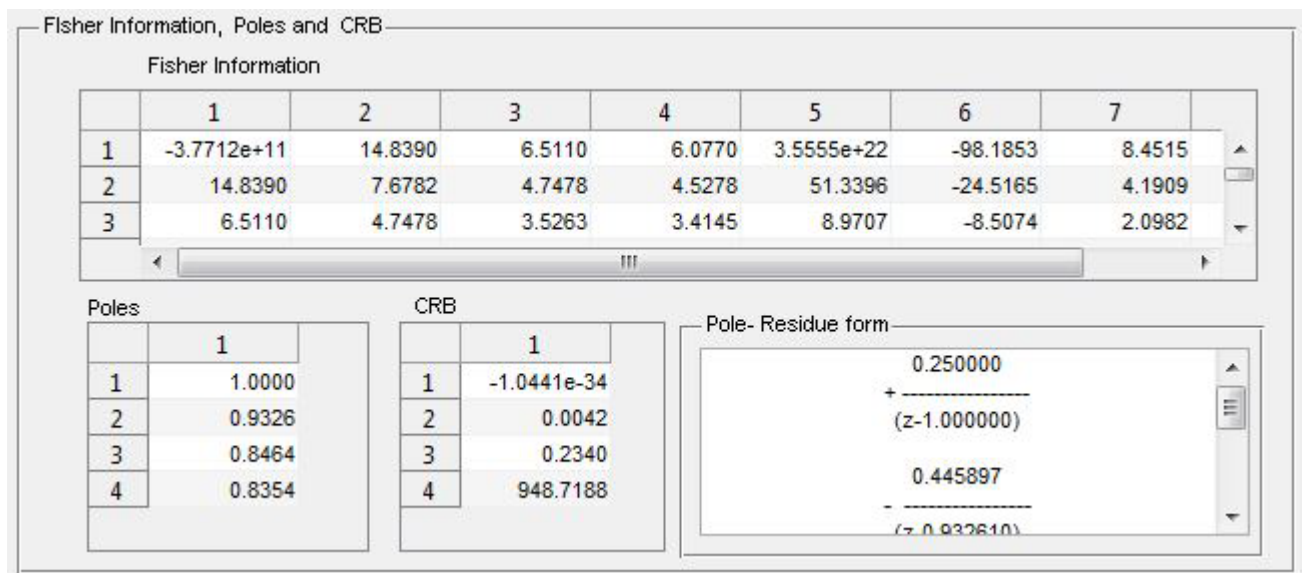 FIsher Information, Poles and CRB
Fisher Information
1 2 3 4 5 6 7
1 -3.7712e+11 14.8390 6.5110 6.0770 3.5555e+22 -98.1853 8.4515
2 14.8390 7.6782 4.7478 4.5278 51.3396 -24.5165 4.1909
3 6.5110 4.7478 3.5263 3.4145 8.9707 -8.5074 2.0982
Poles
1
1 1.0000
2 0.9326
3 0.8464
4 0.8354
CRB
1
1 -1.0441e-34
2 0.0042
3 0.2340
4 948.7188
Pole- Residue form
0.250000
+ ----------------
(z-1.000000)
0.445897
- ----------------
(z-0.932610)